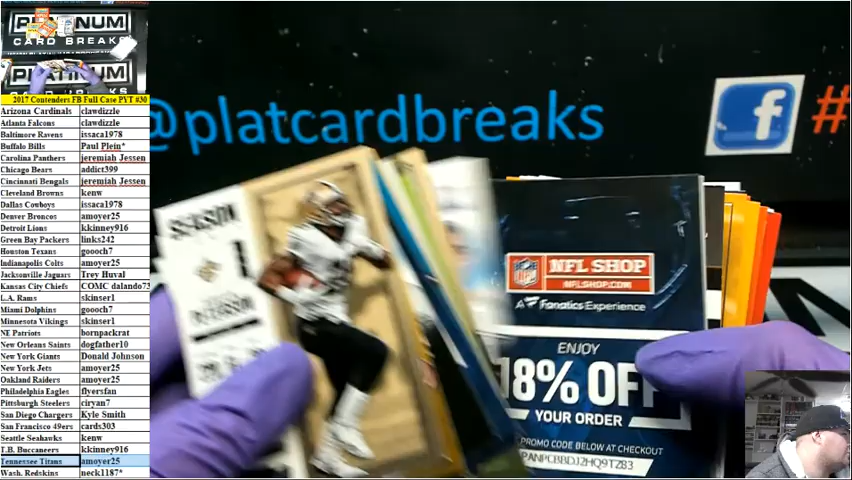 PLATINUM
CARD BREAKS
PLATINUM
CARD BREAKS
2017 Contenders FB Full Case PYT #30
Arizona Cardinals clawdizzle
Atlanta Falcons clawdizzle
Baltimore Ravens issaca1978
Buffalo Bills Paul Plein*
Carolina Panthers jeremiah Jessen
Chicago Bears addict399
Cincinnati Bengals jeremiah Jessen
Cleveland Browns kenw
Dallas Cowboys issaca1978
Denver Broncos amoyer25
Detroit Lions kkinney916
Green Bay Packers links242
Houston Texans goooch7
Indianapolis Colts amoyer25
Jacksonville Jaguars Trey Huval
Kansas City Chiefs COMC dalando73
L.A. Rams skinser1
Miami Dolphins goooch7
Minnesota Vikings skinser1
NE Patriots bornpackrat
New Orleans Saints dogfather10
New York Giants Donald Johnson
New York Jets amoyer25
Oakland Raiders amoyer25
Philadelphia Eagles flyersfan
Pittsburgh Steelers ciryan7
San Diego Chargers Kyle Smith
San Francisco 49ers cards303
Seattle Seahawks kenw
T.B. Buccaneers kkinney916
Tennessee Titans amoyer25
Wash. Redskins neck1187*
@platcardbreaks
f
#
SEASON
NFL SHOP
NFLSHOP.COM
A Fanatics Experience
ENJOY
18% OFF
YOUR ORDER
PROMO CODE BELOW AT CHECKOUT
PANPCBBDJ2HQ9TZ83